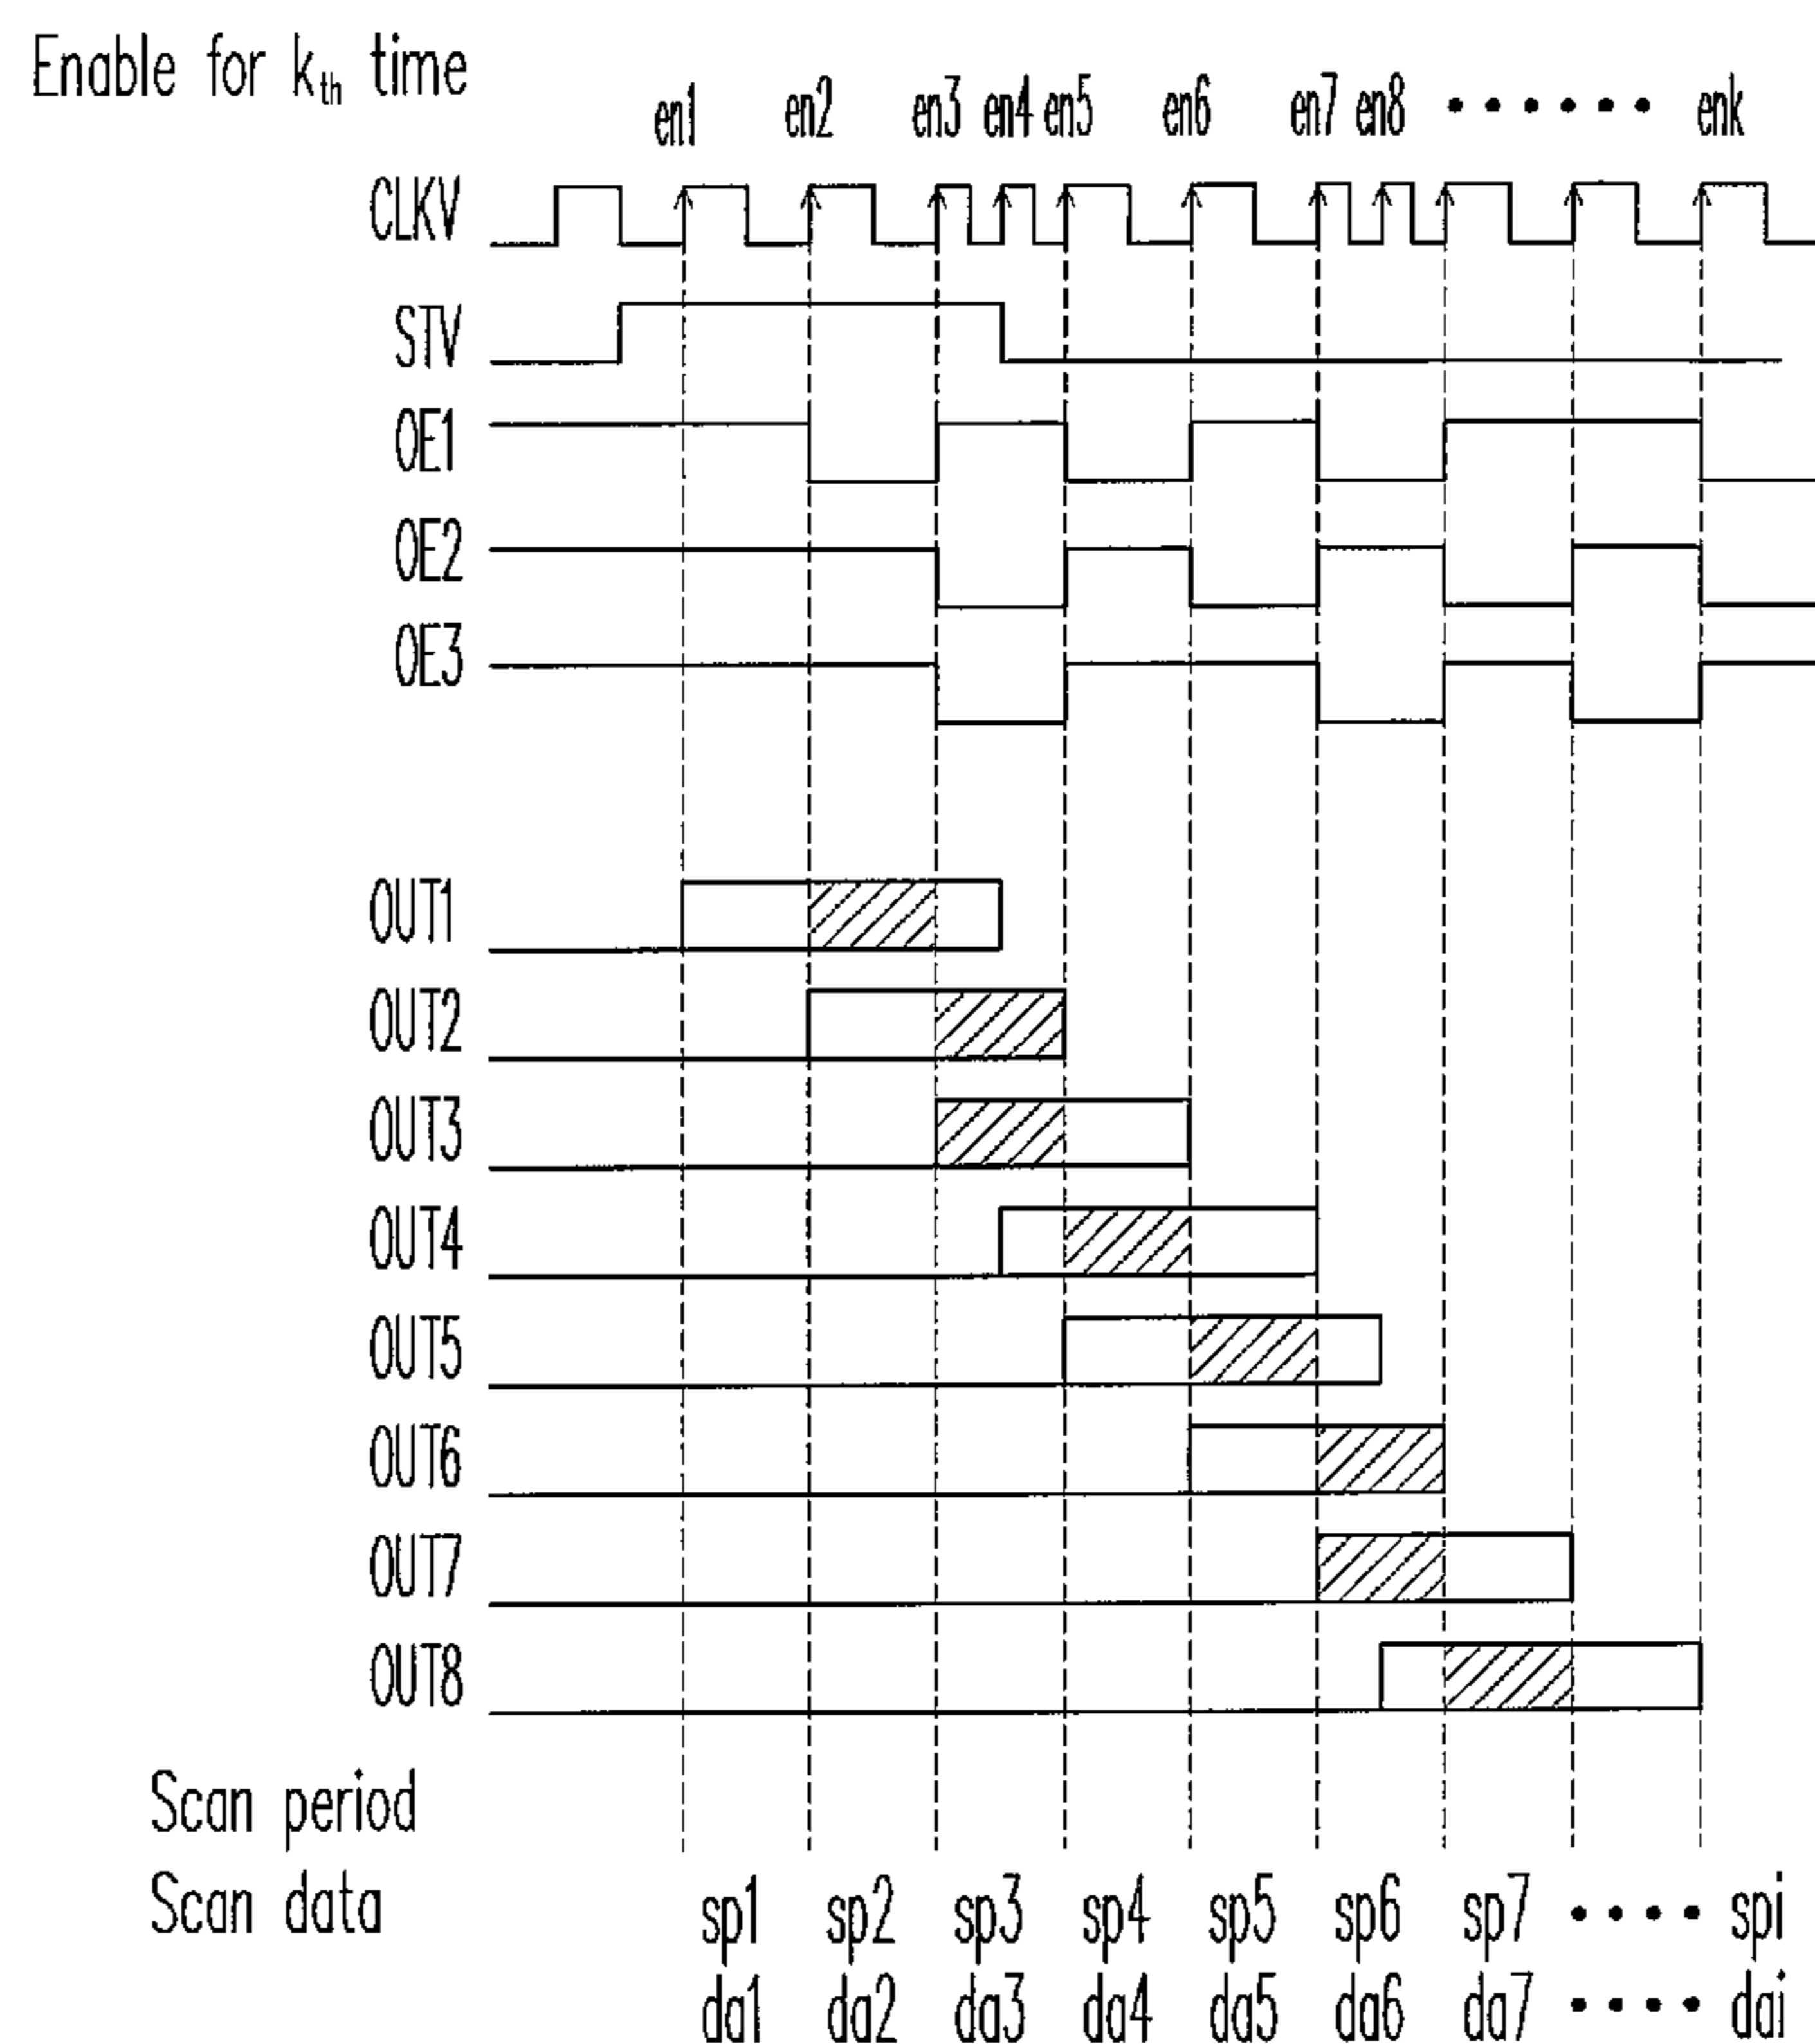 Enable for kth time
en1 en2 en3 en4 en5 en6 en7 en8 • • • • • • enk
CLKV
STV
OE1
OE2
OE3
OUT1
OUT2
OUT3
OUT4
OUT5
OUT6
OUT7
OUT8
Scan period
Scan data
sp1 sp2 sp3 sp4 sp5 sp6 sp7 • • • • spi
da1 da2 da3 da4 da5 da6 da7 • • • • dai